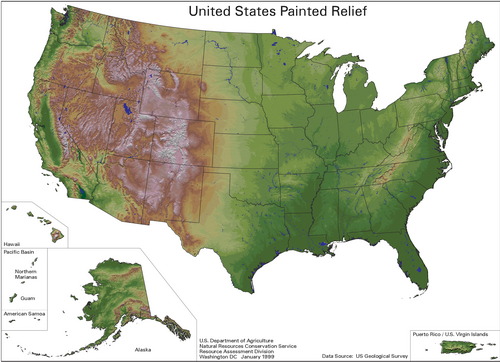 United States Painted Relief
Hawaii
Pacific Basin
Northern
Marianas
Guam
American Samoa
Alaska
U.S. Department of Agriculture
Natural Resources Conservation Service
Resource Assessment Division
Washington DC January 1999
Data Source: US Geological Survey
Puerto Rico / U.S. Virgin Islands